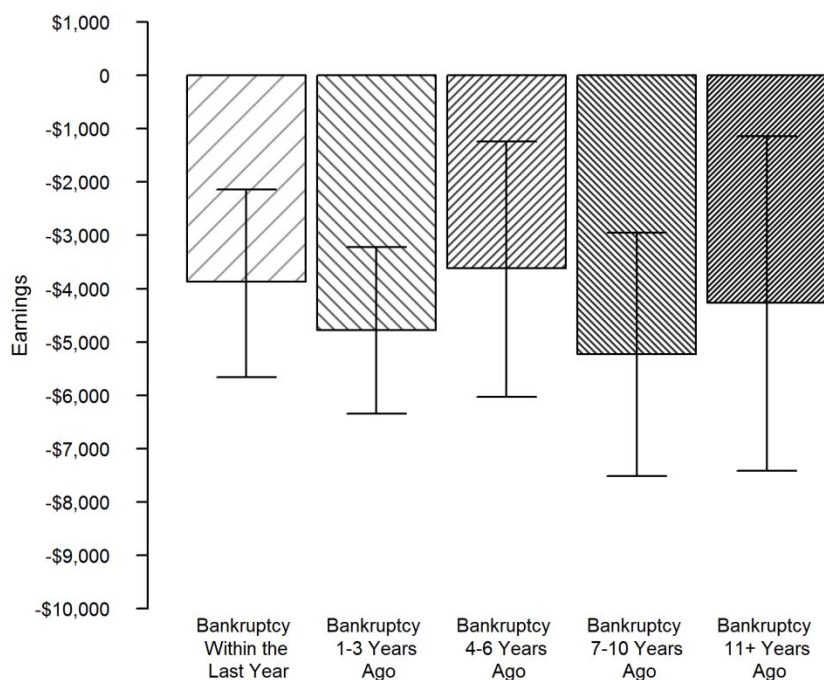 $1,000
0
-$1,000
-$2,000
-$3,000
-$4,000
-$5,000
-$6,000
-$7,000
-$8,000
-$9,000
-$10,000
Earnings
Bankruptcy
Within the
Last Year
Bankruptcy
1-3 Years
Ago
Bankruptcy
4-6 Years
Ago
Bankruptcy
7-10 Years
Ago
Bankruptcy
11+ Years
Ago